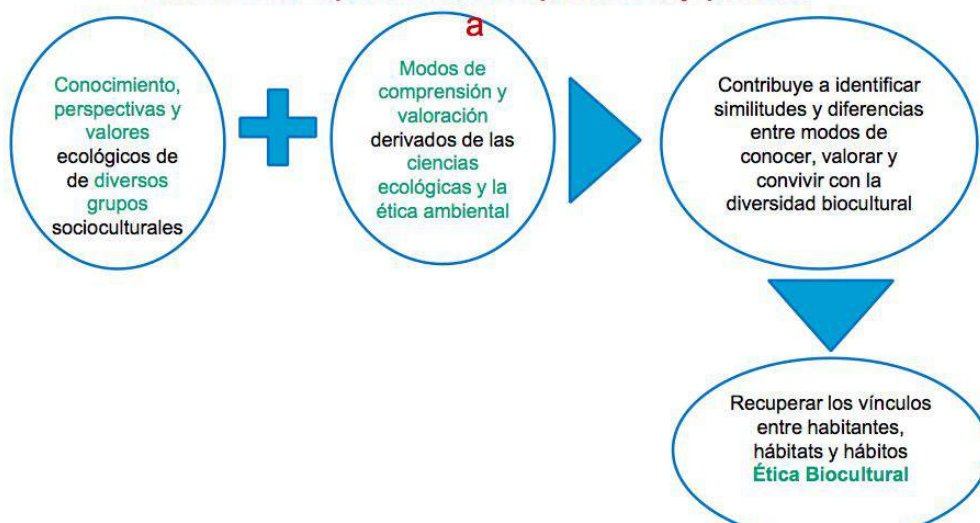 a
Conocimiento,
perspectivas y
valores
ecológicos de
de diversos
grupos
socioculturales
Modos de
comprensión y
valoración
derivados de las
ciencias
ecológicas y la
ética ambiental
Contribuye a identificar
similitudes y diferencias
entre modos de
conocer, valorar y
convivir con la
diversidad biocultural
Recuperar los vínculos
entre habitantes,
hábitats y hábitos
Ética Biocultural